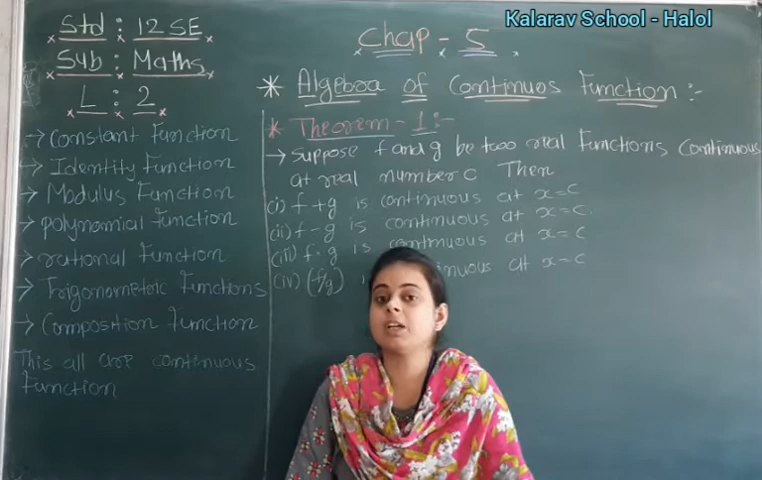 Kalarav School - Halol
Std : 12 SE
Sub : Maths
L : 2
Chap - 5
* Algebra of Continuos Function :-
→ Constant Function
→ Identity Function
→ Modulus Function
→ polynomial Function
→ rational Function
→ Trigonometric Functions
→ Composition Function
This all are continuous
Function
* Theorem - 1 :-
→ Suppose f and g be two real Functions Continuous
at real number c Then
(i) f + g is continuous at x = c
(ii) f - g is continuous at x = c.
(iii) f · g is continuous at x = c
(iv) (f/g) at x = c